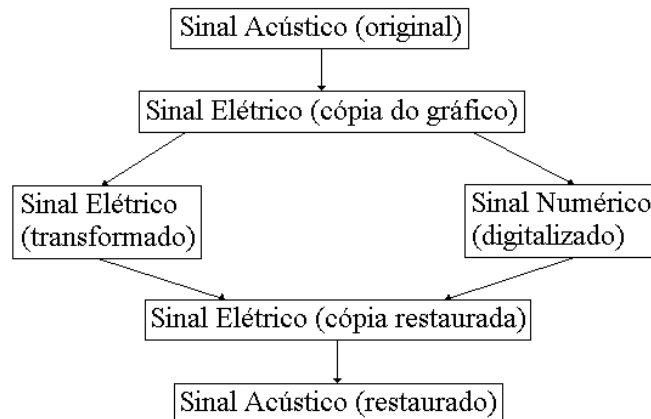 Sinal Acústico (original)
Sinal Elétrico (cópia do gráfico)
Sinal Elétrico
(transformado)
Sinal Numérico
(digitalizado)
Sinal Elétrico (cópia restaurada)
Sinal Acústico (restaurado)